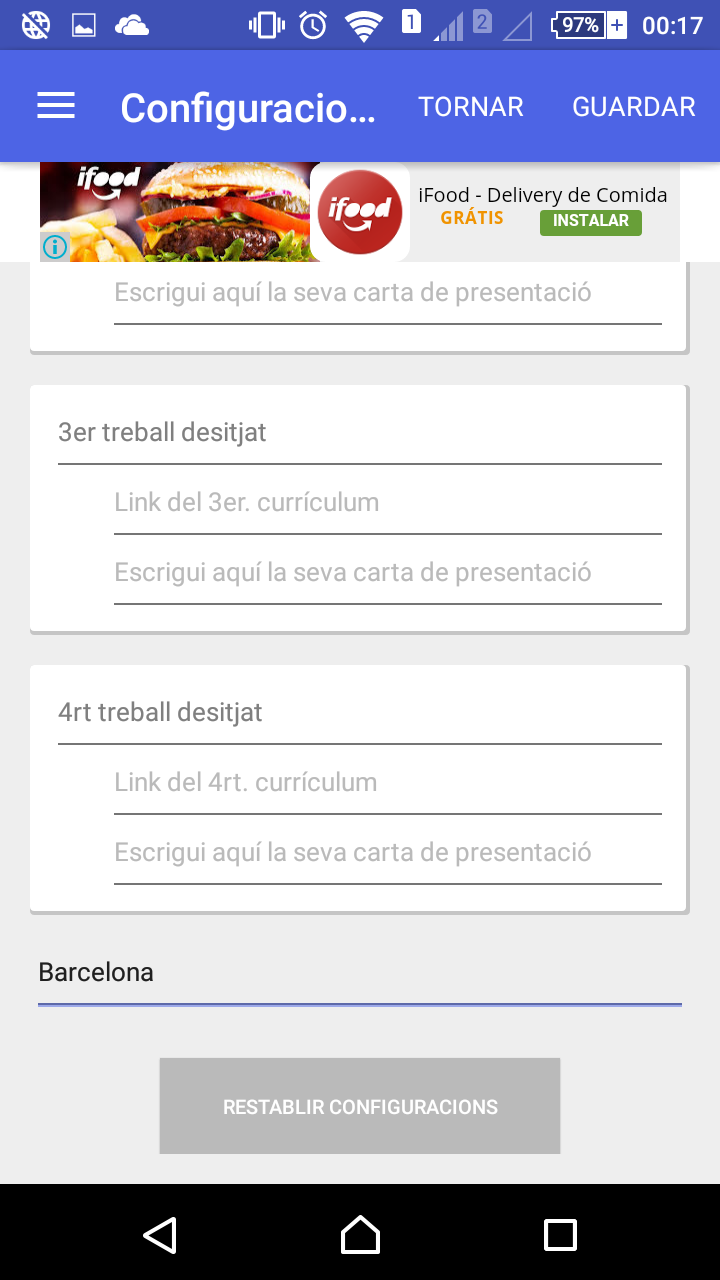 1
2
97%
00:17
Configuracio...
TORNAR
GUARDAR
ifood
ifood
iFood - Delivery de Comida
GRÁTIS
INSTALAR
Escrigui aquí la seva carta de presentació
3er treball desitjat
Link del 3er. currículum
Escrigui aquí la seva carta de presentació
4rt treball desitjat
Link del 4rt. currículum
Escrigui aquí la seva carta de presentació
Barcelona
RESTABLIR CONFIGURACIONS